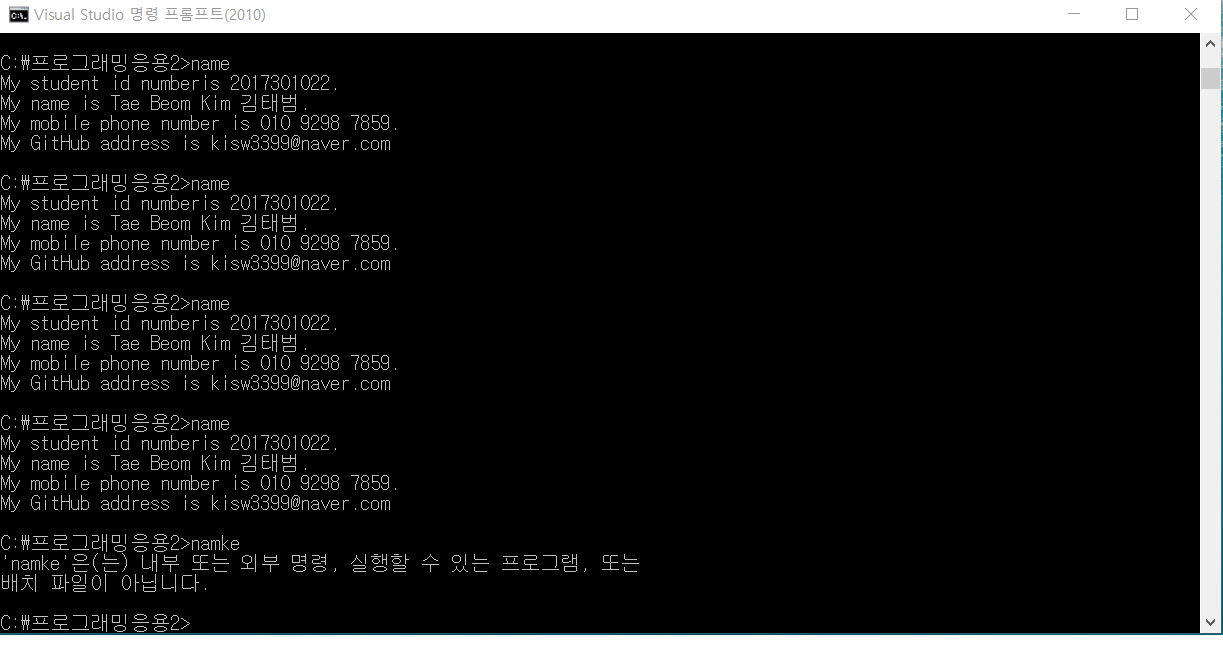 Visual Studio 명령 프롬프트(2010)
C:\프로그래밍응용2>name
My student id numberis 2017301022.
My name is Tae Beom Kim 김태범.
My mobile phone number is 010 9298 7859.
My GitHub address is kisw3399@naver.com
C:\프로그래밍응용2>name
My student id numberis 2017301022.
My name is Tae Beom Kim 김태범.
My mobile phone number is 010 9298 7859.
My GitHub address is kisw3399@naver.com
C:\프로그래밍응용2>name
My student id numberis 2017301022.
My name is Tae Beom Kim 김태범.
My mobile phone number is 010 9298 7859.
My GitHub address is kisw3399@naver.com
C:\프로그래밍응용2>name
My student id numberis 2017301022.
My name is Tae Beom Kim 김태범.
My mobile phone number is 010 9298 7859.
My GitHub address is kisw3399@naver.com
C:\프로그래밍응용2>namke
'namke'은(는) 내부 또는 외부 명령, 실행할 수 있는 프로그램, 또는
배치 파일이 아닙니다.
C:\프로그래밍응용2>